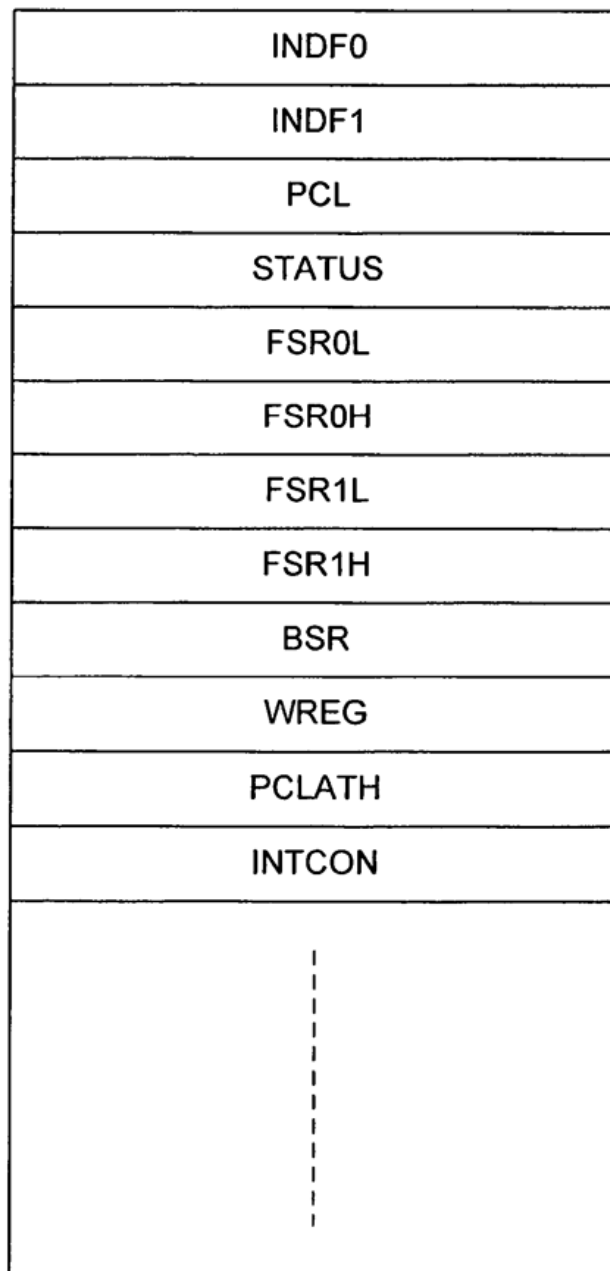 INDF0
INDF1
PCL
STATUS
FSR0L
FSR0H
FSR1L
FSR1H
BSR
WREG
PCLATH
INTCON